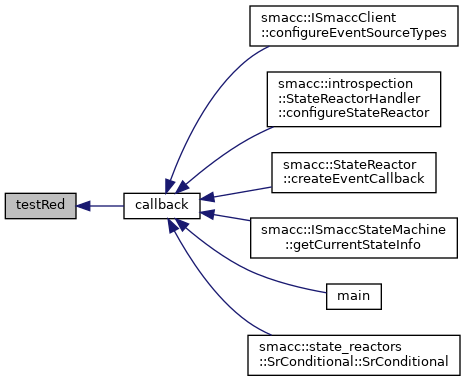 smacc::ISmaccClient
::configureEventSourceTypes
smacc::introspection
::StateReactorHandler
::configureStateReactor
smacc::StateReactor
::createEventCallback
testRed
callback
smacc::ISmaccStateMachine
::getCurrentStateInfo
main
smacc::state_reactors
::SrConditional::SrConditional